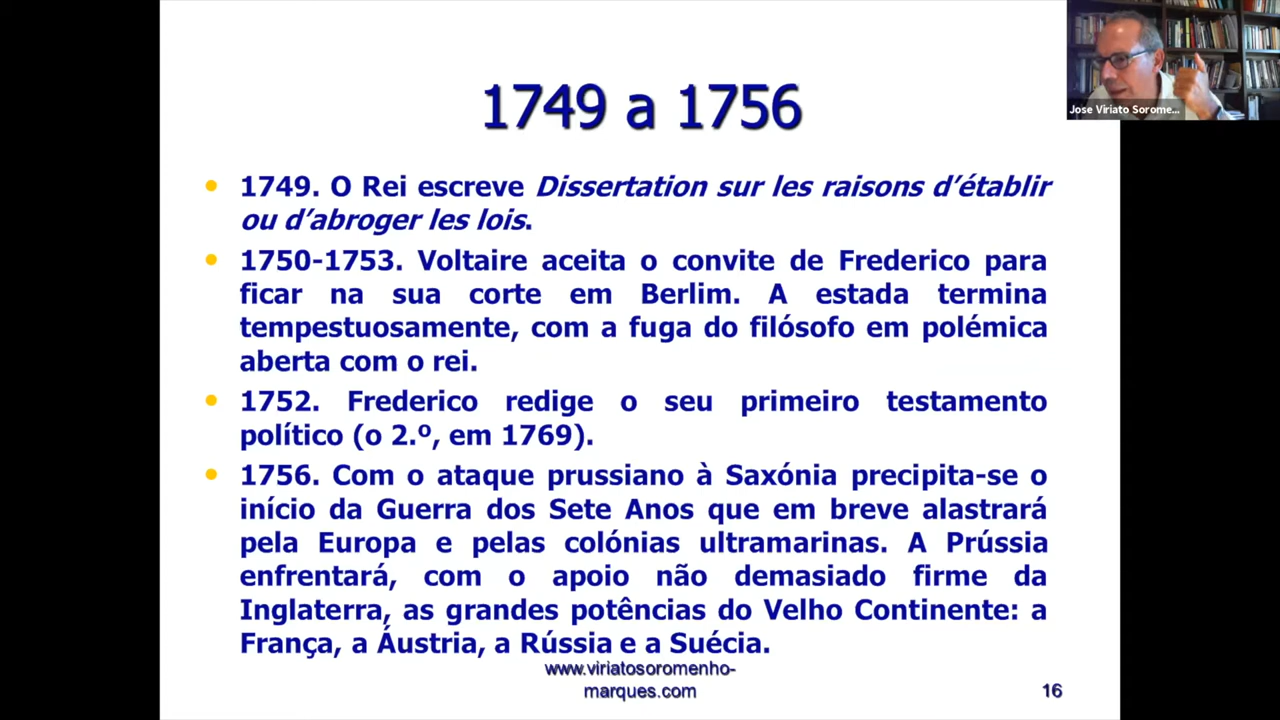 Jose Viriato Sorome...
1749 a 1756
• 1749. O Rei escreve Dissertation sur les raisons d’établir
ou d’abroger les lois.
• 1750-1753. Voltaire aceita o convite de Frederico para
ficar na sua corte em Berlim. A estada termina
tempestuosamente, com a fuga do filósofo em polémica
aberta com o rei.
• 1752. Frederico redige o seu primeiro testamento
político (o 2.º, em 1769).
• 1756. Com o ataque prussiano à Saxónia precipita-se o
início da Guerra dos Sete Anos que em breve alastrará
pela Europa e pelas colónias ultramarinas. A Prússia
enfrentará, com o apoio não demasiado firme da
Inglaterra, as grandes potências do Velho Continente: a
França, a Áustria, a Rússia e a Suécia.
www.viriatosoromenho-
marques.com
16